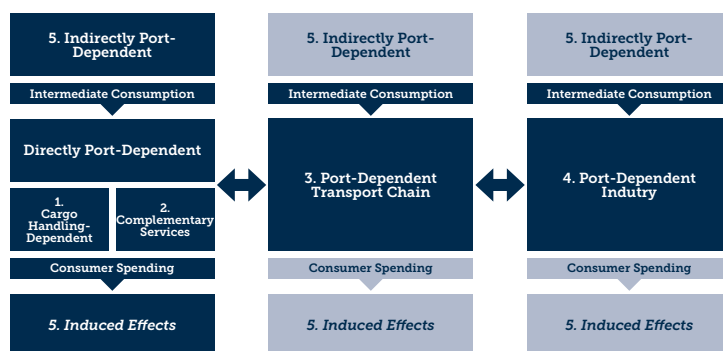 5. Indirectly Port-
Dependent
Intermediate Consumption
Directly Port-Dependent
1.
Cargo
Handling-
Dependent
2.
Complementary
Services
Consumer Spending
5. Induced Effects
5. Indirectly Port-
Dependent
Intermediate Consumption
3. Port-Dependent
Transport Chain
Consumer Spending
5. Induced Effects
5. Indirectly Port-
Dependent
Intermediate Consumption
4. Port-Dependent
Indutry
Consumer Spending
5. Induced Effects